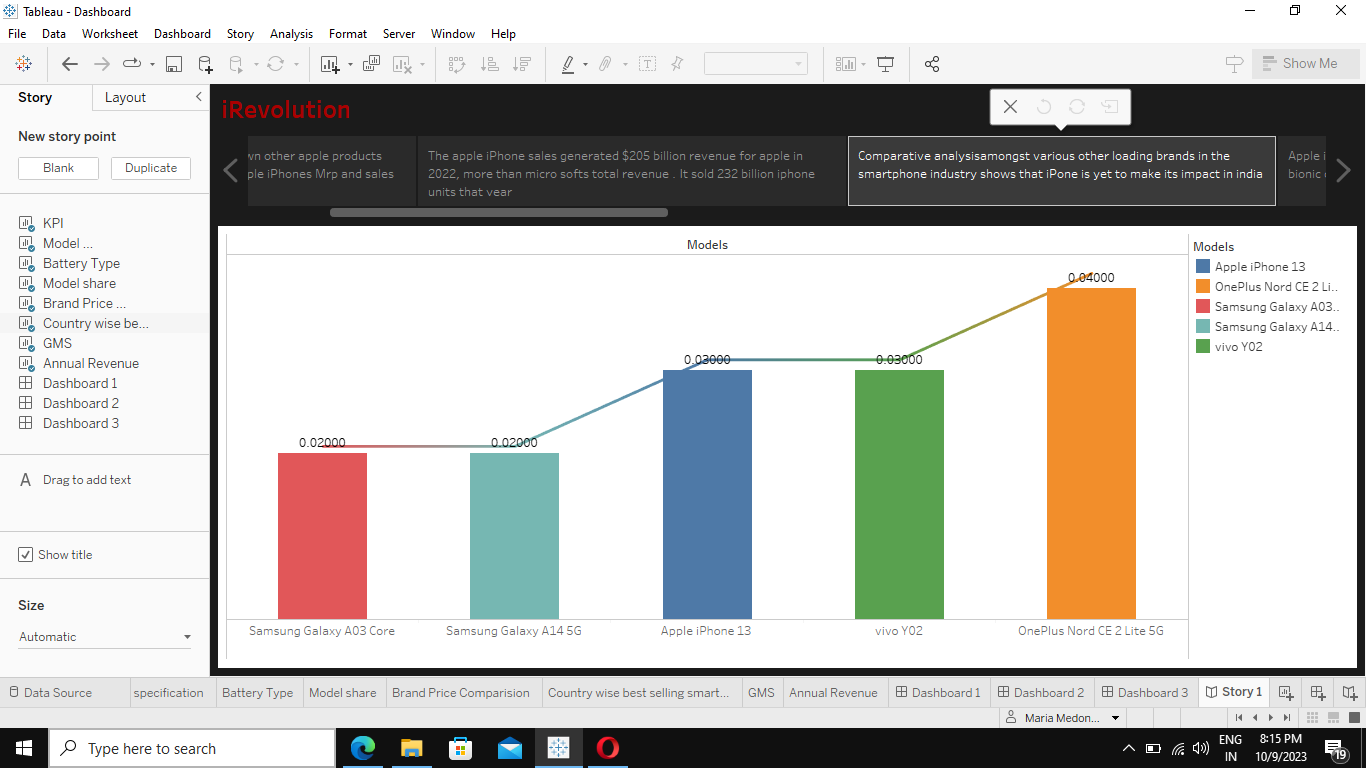 Tableau - Dashboard
File Data Worksheet Dashboard Story Analysis Format Server Window Help
Show Me
Story Layout
New story point
Blank Duplicate
KPI
Model ...
Battery Type
Model share
Brand Price ...
Country wise be...
GMS
Annual Revenue
Dashboard 1
Dashboard 2
Dashboard 3
A Drag to add text
Show title
Size
Automatic
iRevolution
wn other apple products
ple iPhones Mrp and sales
The apple iPhone sales generated $205 billion revenue for apple in
2022, more than micro softs total revenue . It sold 232 billion iphone
units that year
Comparative analysisamongst various other loading brands in the
smartphone industry shows that iPone is yet to make its impact in india
Apple i
bionic
Models
0.02000
0.02000
0.03000
0.03000
0.04000
Samsung Galaxy A03 Core
Samsung Galaxy A14 5G
Apple iPhone 13
vivo Y02
OnePlus Nord CE 2 Lite 5G
Models
Apple iPhone 13
OnePlus Nord CE 2 Li..
Samsung Galaxy A03..
Samsung Galaxy A14..
vivo Y02
Data Source specification Battery Type Model share Brand Price Comparision Country wise best selling smart... GMS Annual Revenue Dashboard 1 Dashboard 2 Dashboard 3 Story 1
Maria Medon...
Type here to search
ENG
IN
8:15 PM
10/9/2023
19